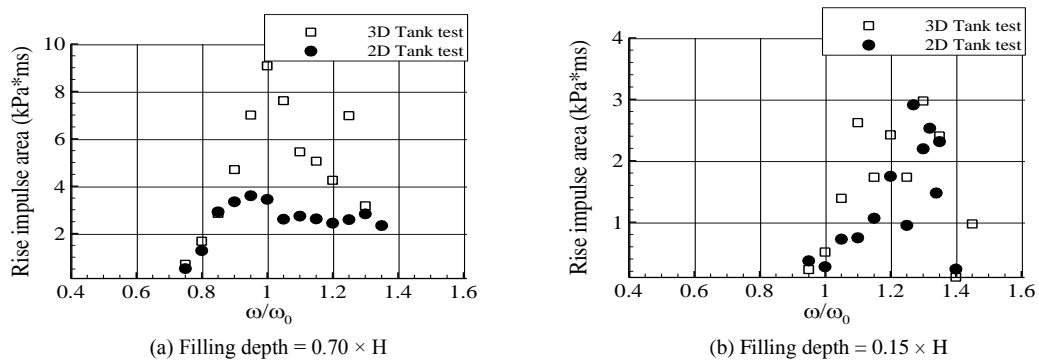 3D Tank test
2D Tank test
Rise impulse area (kPa*ms)
10
8
6
4
2
0.4 0.6 0.8 1 1.2 1.4 1.6
ω/ω0
(a) Filling depth = 0.70 × H
3D Tank test
2D Tank test
Rise impulse area (kPa*ms)
4
3
2
1
0.4 0.6 0.8 1 1.2 1.4 1.6
ω/ω0
(b) Filling depth = 0.15 × H